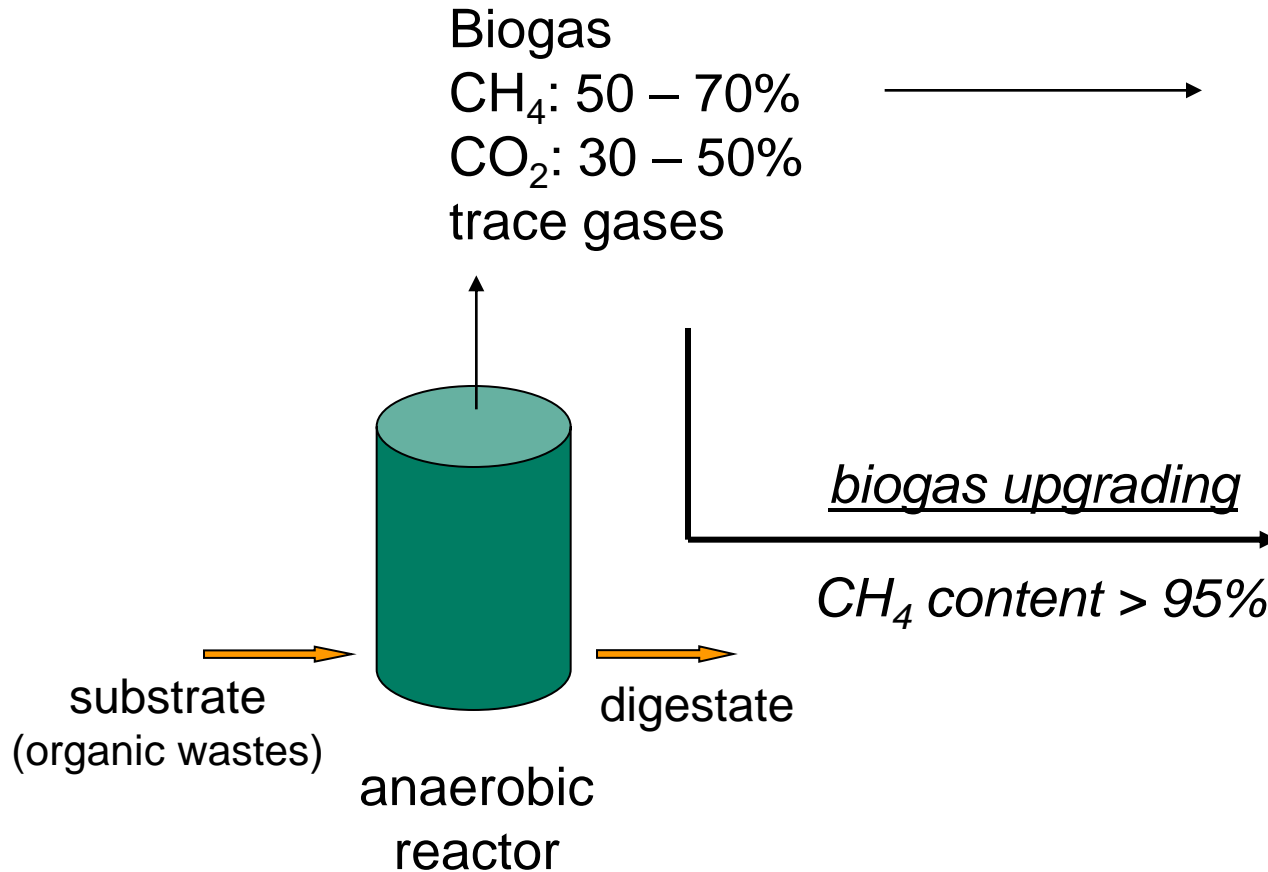 Biogas
CH₄: 50 – 70%
CO₂: 30 – 50%
trace gases
biogas upgrading
CH₄ content > 95%
substrate
(organic wastes)
digestate
anaerobic
reactor